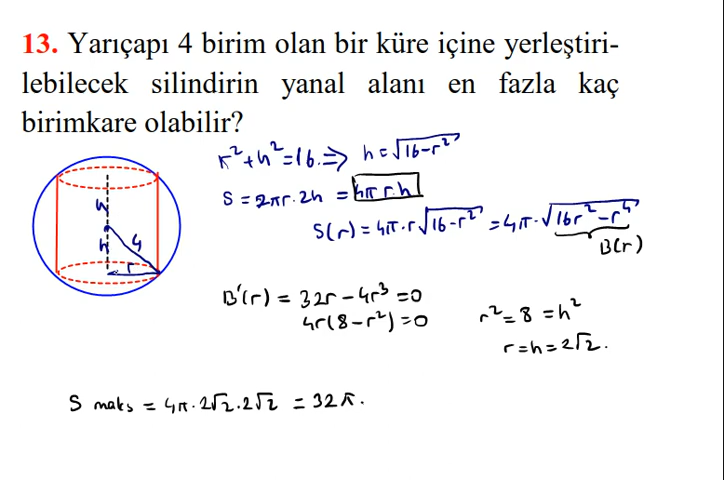 13. Yarıçapı 4 birim olan bir küre içine yerleştiri-
lebilecek silindirin yanal alanı en fazla kaç
birimkare olabilir?
r²+h²=16 ⇒ h=√(16-r²)
S = 2πr.2h = 4πr.h
S(r) = 4π.r√(16-r²) = 4π.√(16r²-r⁴)
B(r)
h
h
4
r
B'(r) = 32r-4r³=0
4r(8-r²)=0
r²=8=h²
r=h=2√2.
S maks = 4π.2√2.2√2 = 32π.